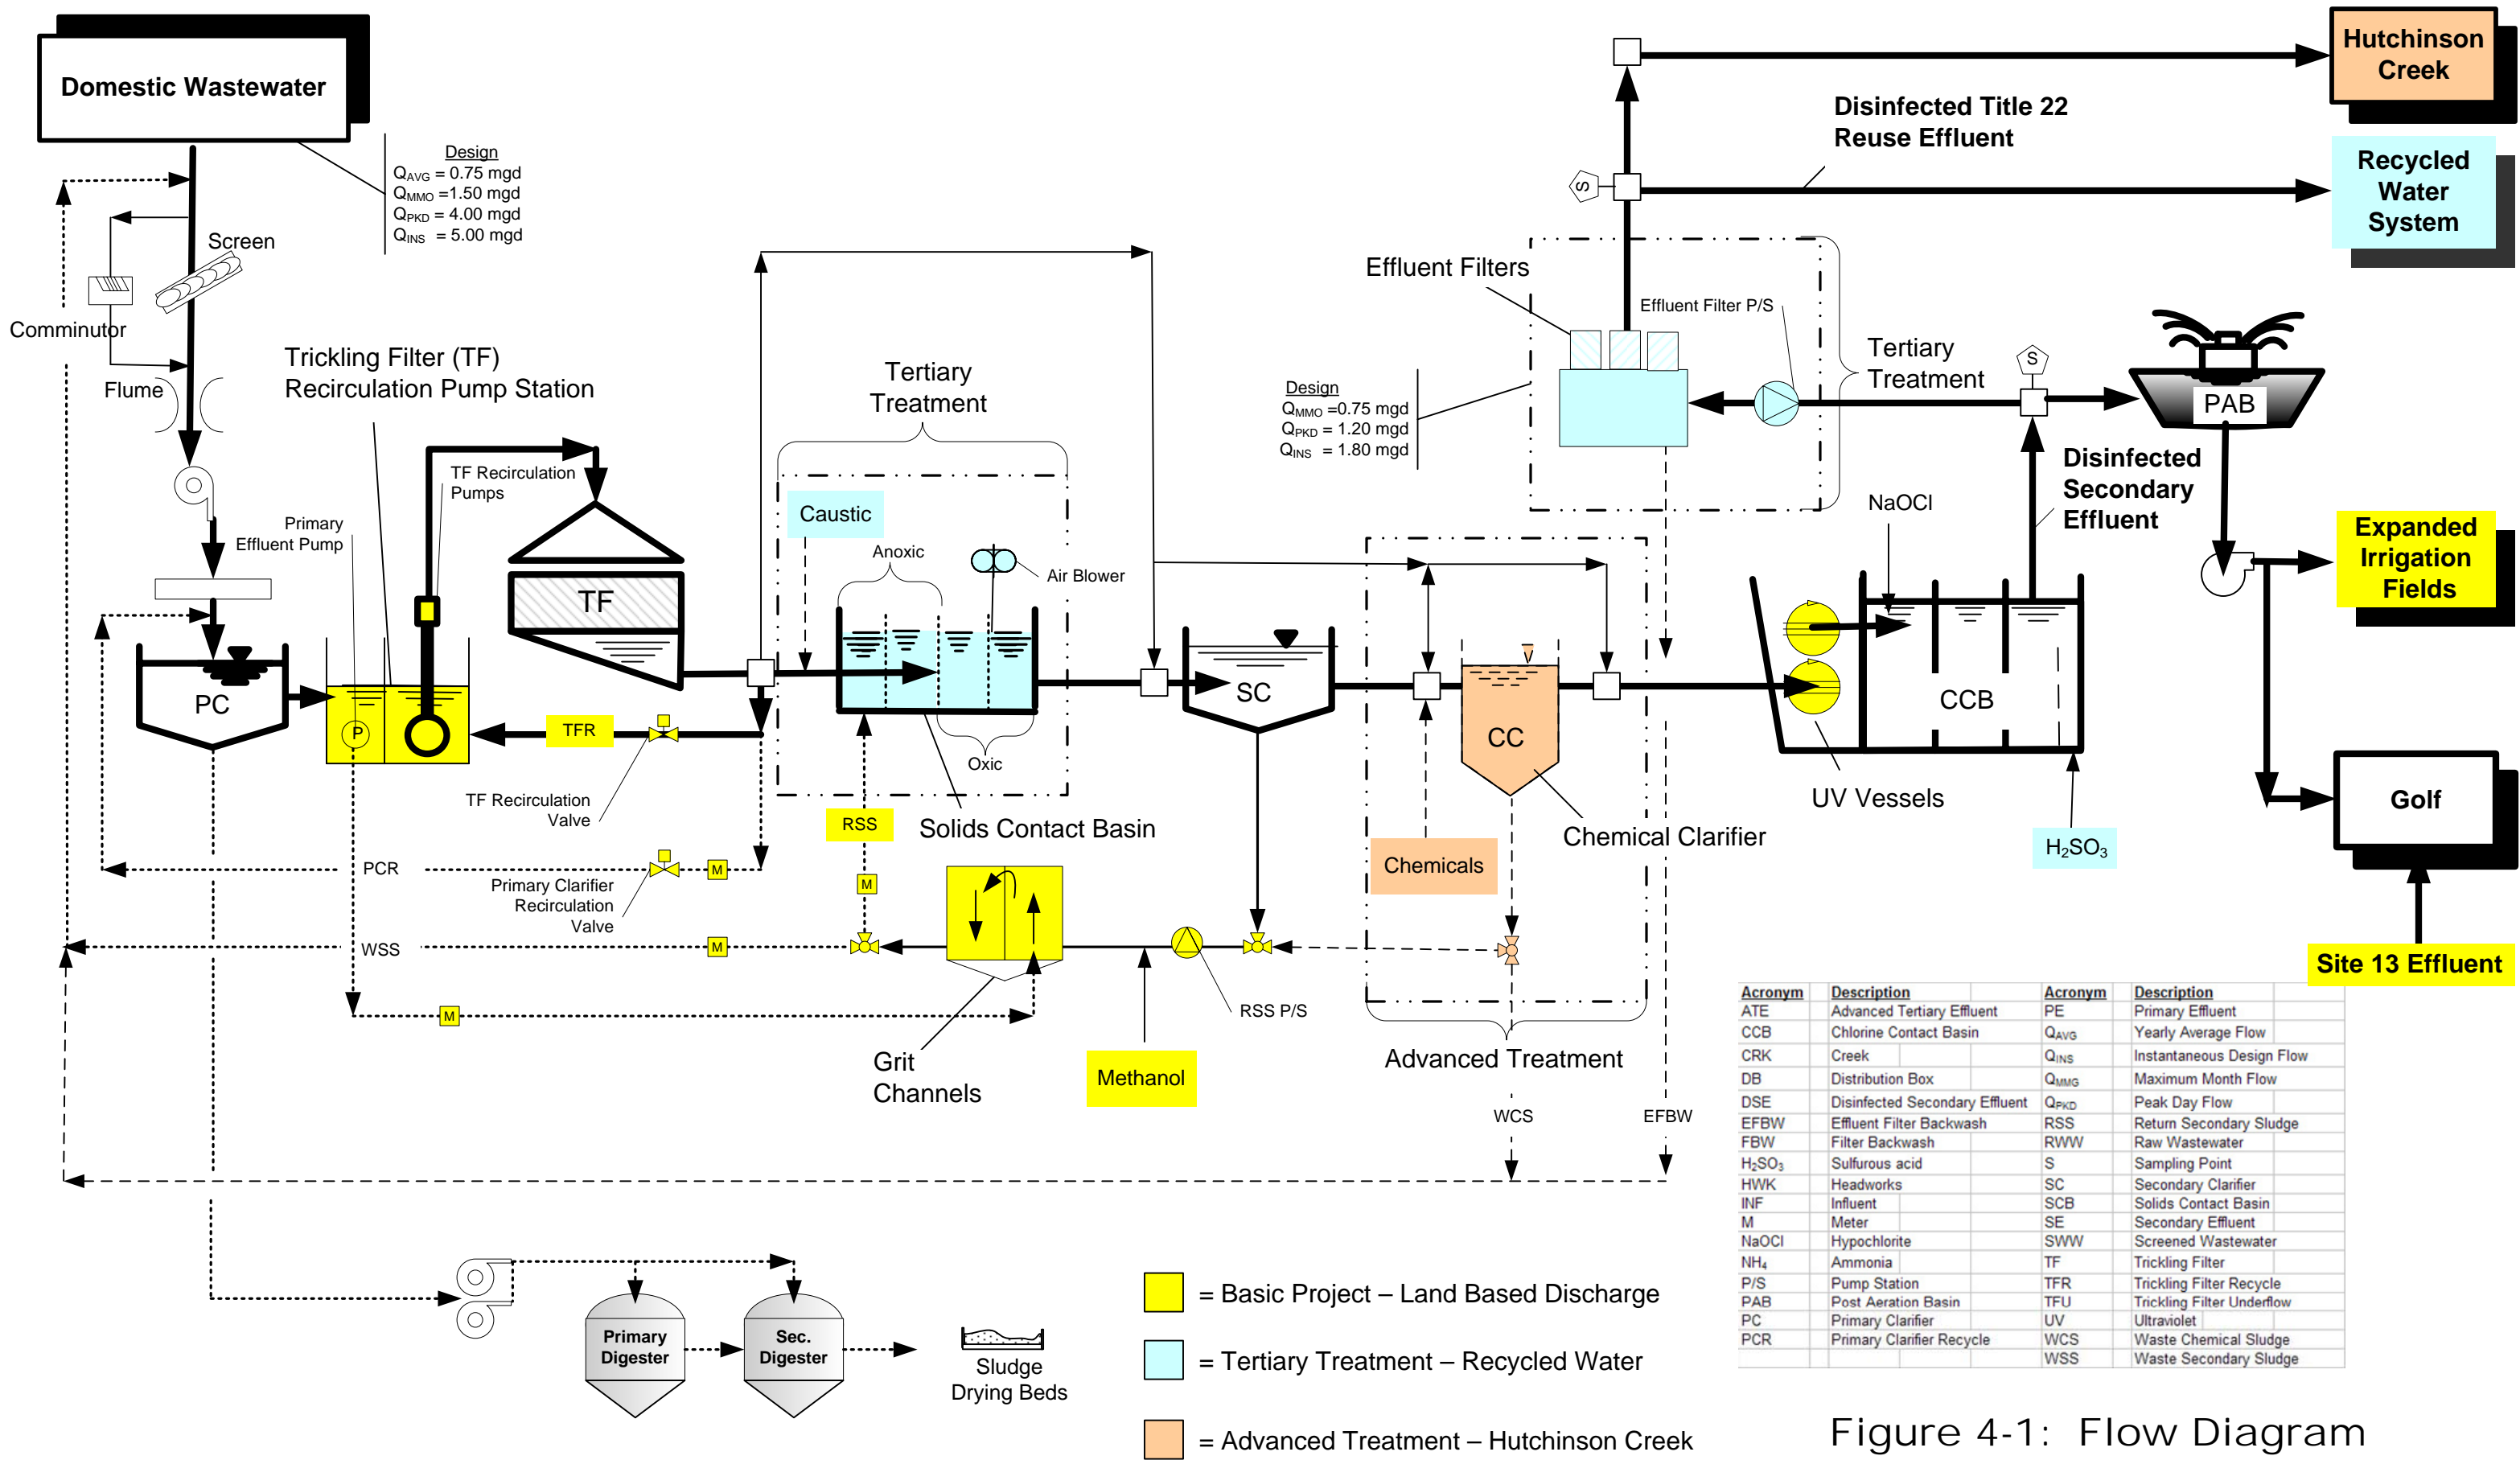 Domestic Wastewater
Design
Q_AVG = 0.75 mgd
Q_MMO =1.50 mgd
Q_PKD = 4.00 mgd
Q_INS = 5.00 mgd
Screen
Comminutor
Flume
Trickling Filter (TF)
Recirculation Pump Station
TF Recirculation
Pumps
Primary
Effluent Pump
PC
P
TF
TFR
TF Recirculation
Valve
PCR
Primary Clarifier
Recirculation
Valve
M
WSS
M
M
Tertiary
Treatment
Caustic
Anoxic
Air Blower
Oxic
RSS
Solids Contact Basin
M
Grit
Channels
Methanol
RSS P/S
SC
Effluent Filters
Effluent Filter P/S
Design
Q_MMO =0.75 mgd
Q_PKD = 1.20 mgd
Q_INS = 1.80 mgd
Tertiary
Treatment
S
Disinfected Title 22
Reuse Effluent
Hutchinson
Creek
Recycled
Water
System
S
PAB
Disinfected
Secondary
Effluent
NaOCl
CCB
UV Vessels
H₂SO₃
Expanded
Irrigation
Fields
Golf
Site 13 Effluent
CC
Chemical Clarifier
Chemicals
Advanced Treatment
WCS
EFBW
Primary
Digester
Sec.
Digester
Sludge
Drying Beds
= Basic Project – Land Based Discharge
= Tertiary Treatment – Recycled Water
= Advanced Treatment – Hutchinson Creek
Acronym Description Acronym Description
ATE Advanced Tertiary Effluent PE Primary Effluent
CCB Chlorine Contact Basin Q_AVG Yearly Average Flow
CRK Creek Q_INS Instantaneous Design Flow
DB Distribution Box Q_MMG Maximum Month Flow
DSE Disinfected Secondary Effluent Q_PKD Peak Day Flow
EFBW Effluent Filter Backwash RSS Return Secondary Sludge
FBW Filter Backwash RWW Raw Wastewater
H₂SO₃ Sulfurous acid S Sampling Point
HWK Headworks SC Secondary Clarifier
INF Influent SCB Solids Contact Basin
M Meter SE Secondary Effluent
NaOCl Hypochlorite SWW Screened Wastewater
NH₄ Ammonia TF Trickling Filter
P/S Pump Station TFR Trickling Filter Recycle
PAB Post Aeration Basin TFU Trickling Filter Underflow
PC Primary Clarifier UV Ultraviolet
PCR Primary Clarifier Recycle WCS Waste Chemical Sludge
WSS Waste Secondary Sludge
Figure 4-1: Flow Diagram